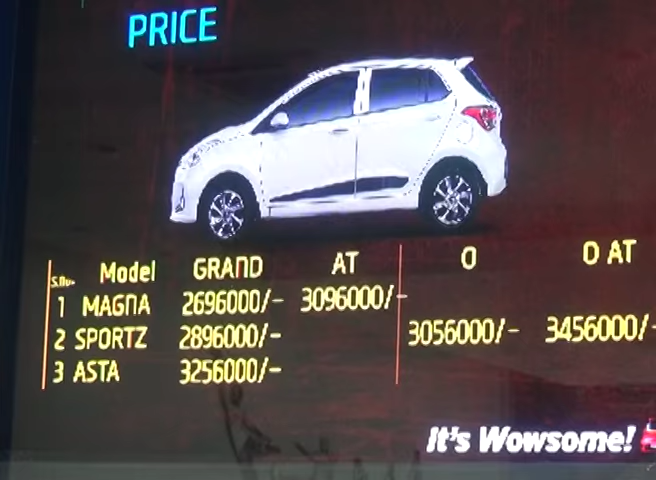 PRICE
S.No. Model GRAND AT O O AT
1 MAGNA 2696000/- 3096000/-
2 SPORTZ 2896000/- 3056000/- 3456000/-
3 ASTA 3256000/-
It's Wowsome!